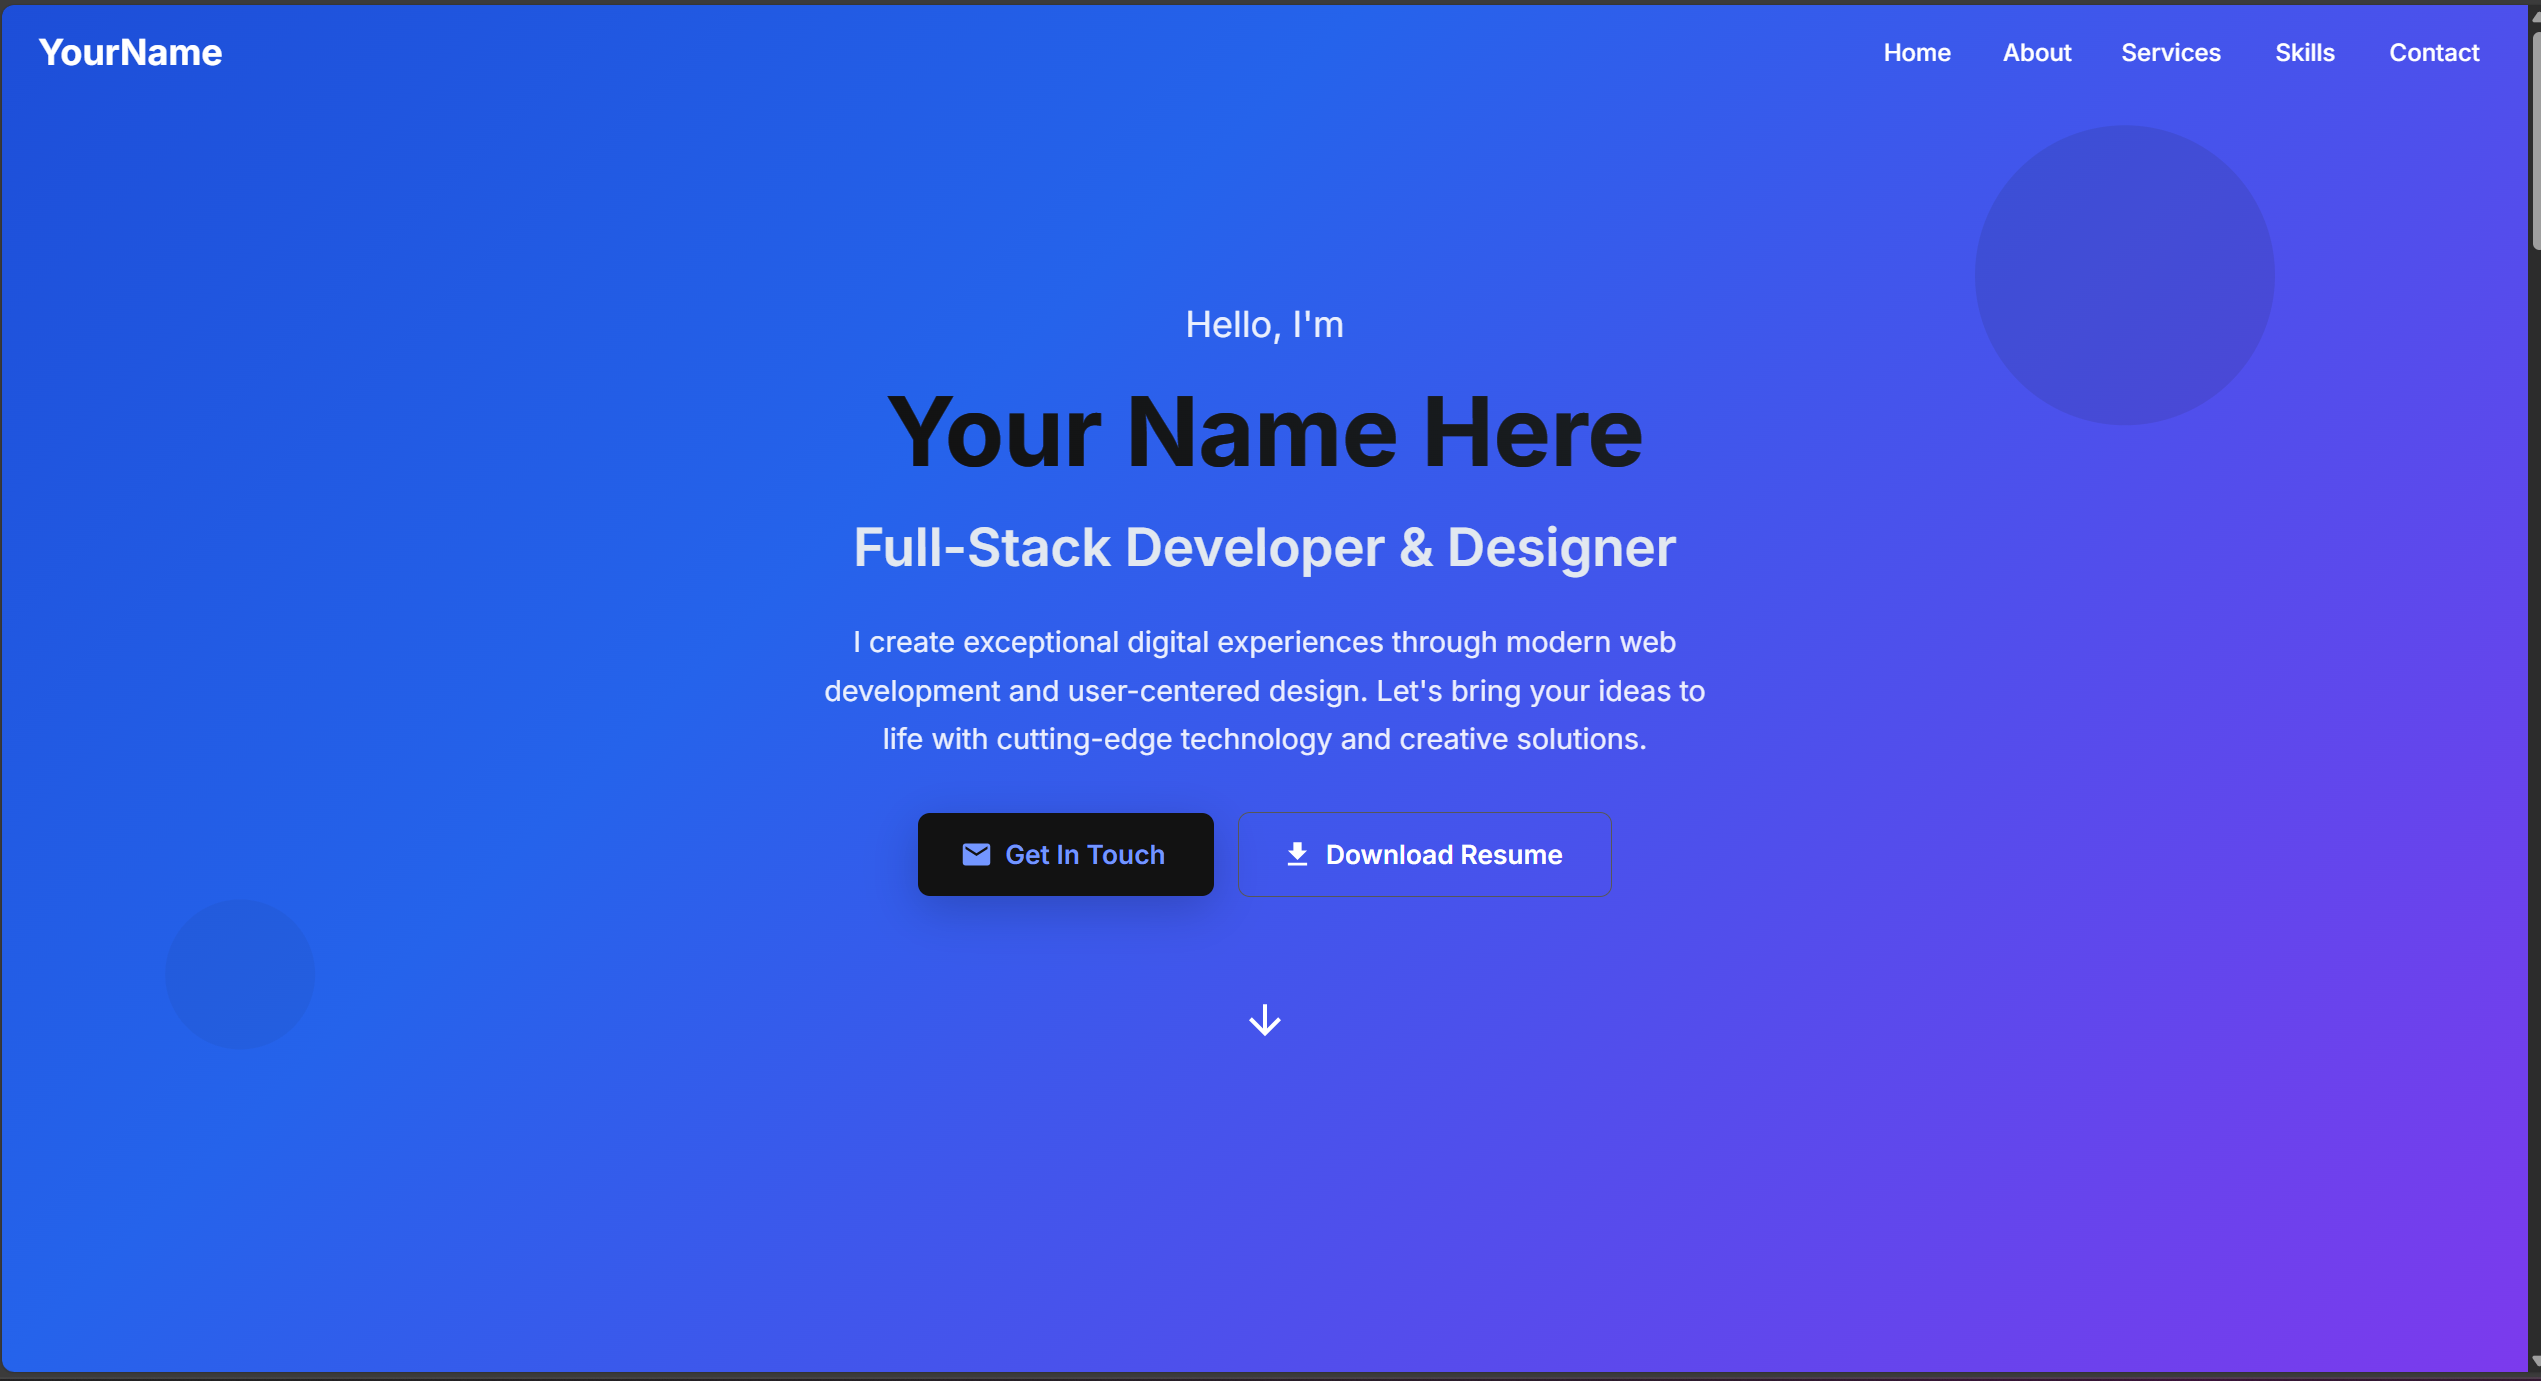 YourName
Home About Services Skills Contact
Hello, I'm
Your Name Here
Full-Stack Developer & Designer
I create exceptional digital experiences through modern web
development and user-centered design. Let's bring your ideas to
life with cutting-edge technology and creative solutions.
Get In Touch
Download Resume